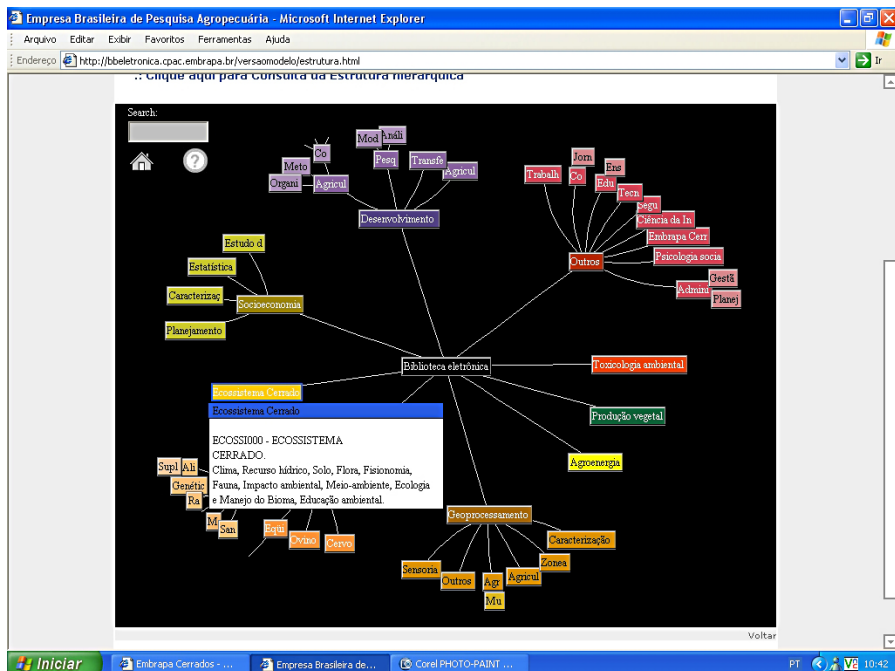 Empresa Brasileira de Pesquisa Agropecuária - Microsoft Internet Explorer
Arquivo Editar Exibir Favoritos Ferramentas Ajuda
Endereço http://bbeletronica.cpac.embrapa.br/versaomodelo/estrutura.html Ir
.: Clique aqui para Consulta da Estrutura hierárquica
Search:
Co
Meto
Organi
Agricul
Mod
Análi
Pesq
Transfe
Agricul
Desenvolvimento
Jorn
Trabalh
Co
Ens
Edu
Tecn
Segu
Ciência da In
Embrapa Cerr
Psicologia socia
Outros
Gestã
Admini
Planej
Estudo d
Estatística
Caracterizaç
Socioeconomia
Planejamento
Biblioteca eletrônica
Toxicologia ambiental
Ecossistema Cerrado
Ecossistema Cerrado
ECOSSI000 - ECOSSISTEMA
CERRADO.
Clima, Recurso hídrico, Solo, Flora, Fisionomia,
Fauna, Impacto ambiental, Meio-ambiente, Ecologia
e Manejo do Bioma, Educação ambiental.
Produção vegetal
Agroenergia
Supl
Ali
Genétic
Ra
M
San
Eqüi
Ovino
Cervo
Geoprocessamento
Caracterização
Zonea
Sensoria
Outros
Agr
Agricul
Mu
Voltar
Iniciar
Embrapa Cerrados - ...
Empresa Brasileira de...
Corel PHOTO-PAINT ...
PT
10:42